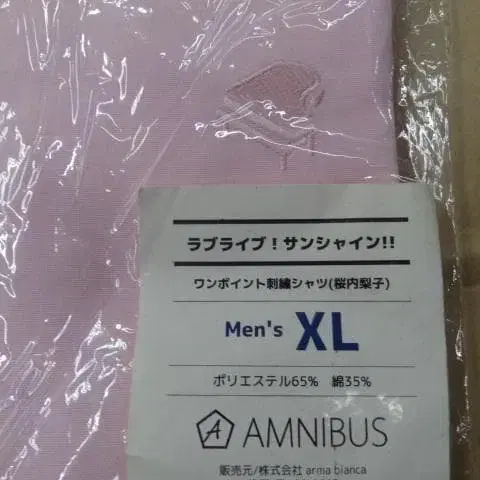 ラブライブ！サンシャイン!!
ワンポイント刺繍シャツ(桜内梨子)
Men's XL
ポリエステル65% 綿35%
AMNIBUS
販売元/株式会社 arma bianca